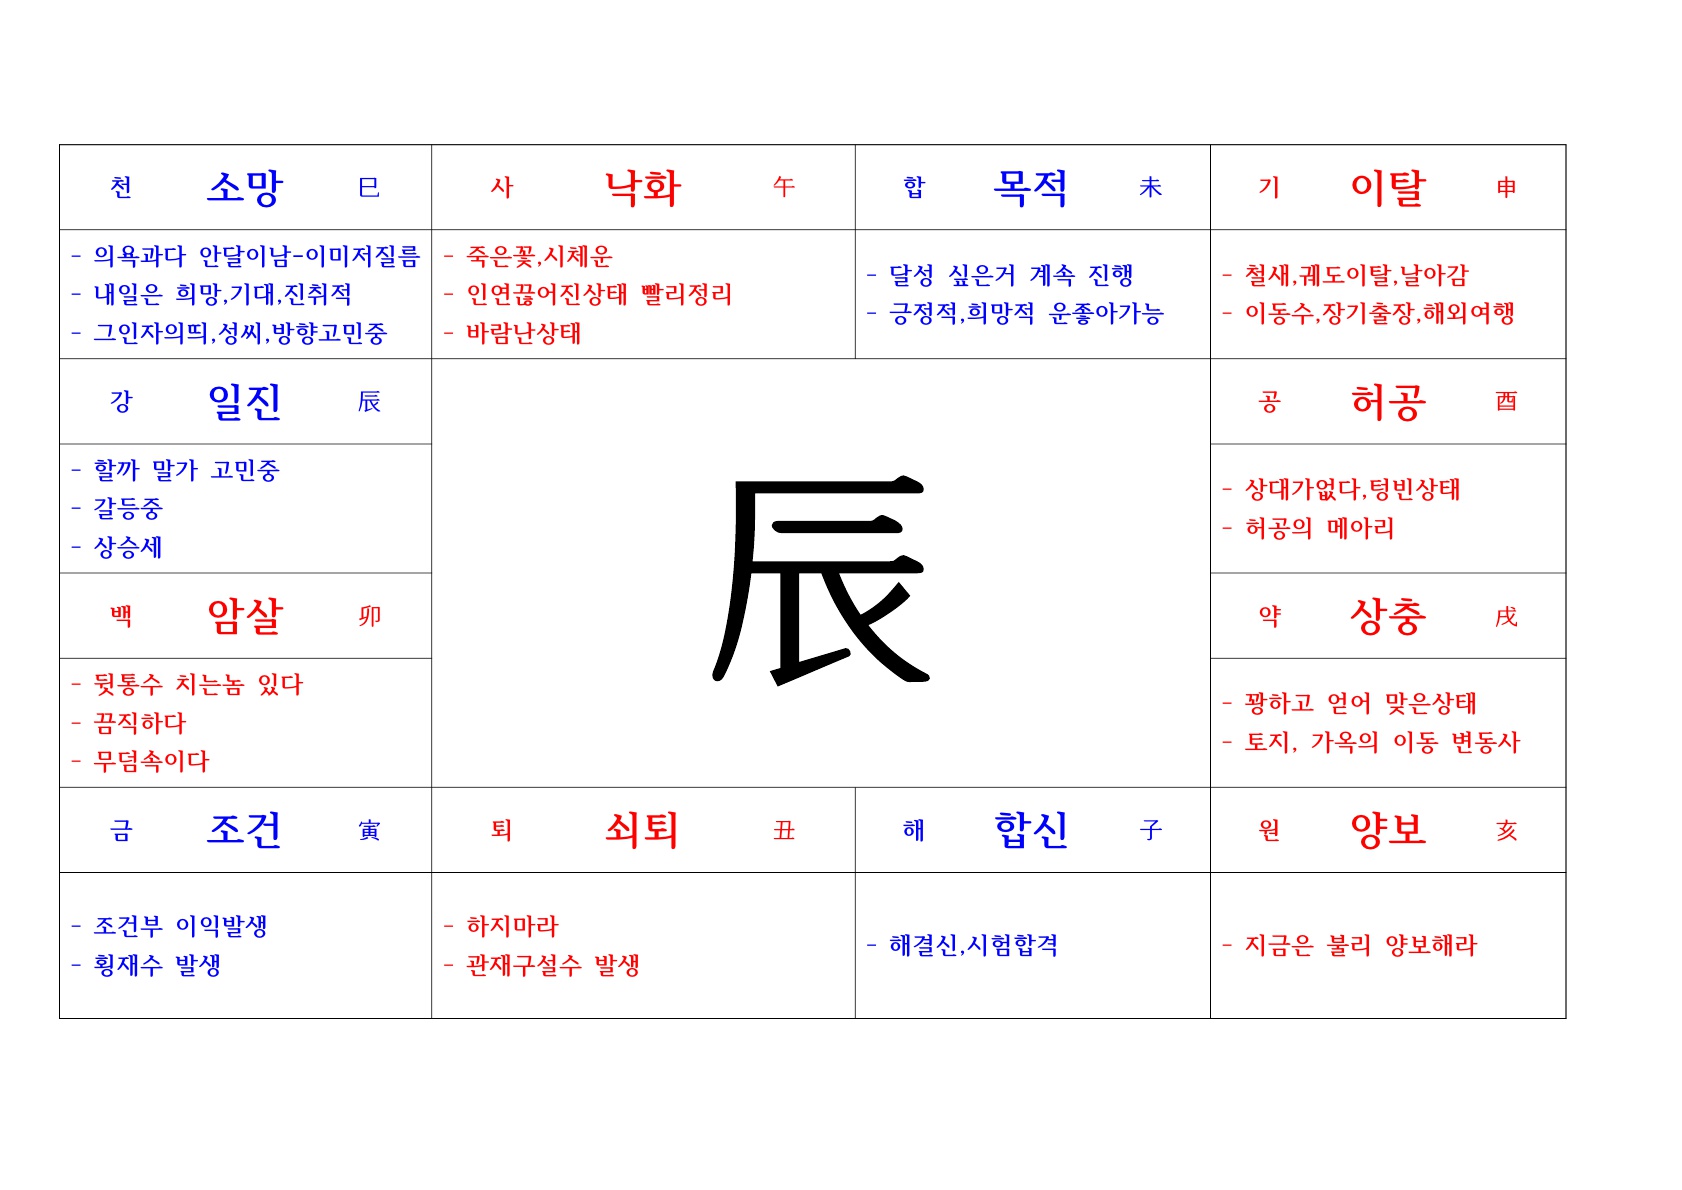 천 소망 巳
- 의욕과다 안달이남-이미저질름
- 내일은 희망,기대,진취적
- 그인자의띄,성씨,방향고민중
사 낙화 午
- 죽은꽃,시체운
- 인연끊어진상태 빨리정리
- 바람난상태
합 목적 未
- 달성 싶은거 계속 진행
- 긍정적,희망적 운좋아가능
기 이탈 申
- 철새,궤도이탈,날아감
- 이동수,장기출장,해외여행
강 일진 辰
- 할까 말가 고민중
- 갈등중
- 상승세
辰
공 허공 酉
- 상대가없다,텅빈상태
- 허공의 메아리
백 암살 卯
- 뒷통수 치는놈 있다
- 끔직하다
- 무덤속이다
약 상충 戌
- 꽝하고 얻어 맞은상태
- 토지, 가옥의 이동 변동사
금 조건 寅
- 조건부 이익발생
- 횡재수 발생
퇴 쇠퇴 丑
- 하지마라
- 관재구설수 발생
해 합신 子
- 해결신,시험합격
원 양보 亥
- 지금은 불리 양보해라